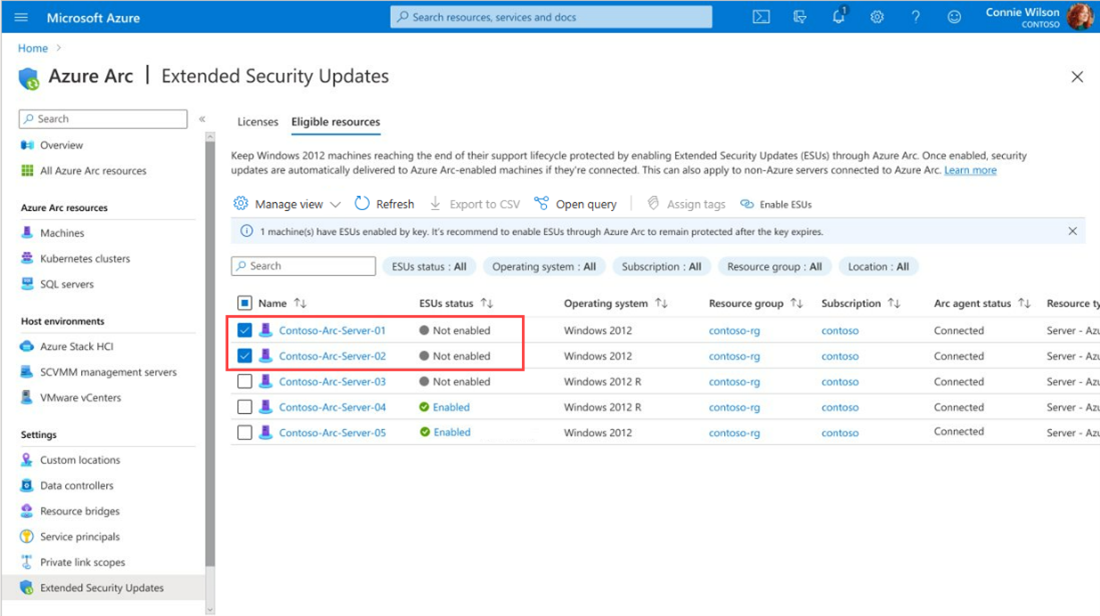 Microsoft Azure
Search resources, services and docs
1
Connie Wilson
CONTOSO
Home
Azure Arc | Extended Security Updates
Search
Overview
All Azure Arc resources
Azure Arc resources
Machines
Kubernetes clusters
SQL servers
Host environments
Azure Stack HCI
SCVMM management servers
VMware vCenters
Settings
Custom locations
Data controllers
Resource bridges
Service principals
Private link scopes
Extended Security Updates
Licenses Eligible resources
Keep Windows 2012 machines reaching the end of their support lifecycle protected by enabling Extended Security Updates (ESUs) through Azure Arc. Once enabled, security
updates are automatically delivered to Azure Arc-enabled machines if they're connected. This can also apply to non-Azure servers connected to Azure Arc. Learn more
Manage view Refresh Export to CSV Open query Assign tags Enable ESUs
1 machine(s) have ESUs enabled by key. It's recommend to enable ESUs through Azure Arc to remain protected after the key expires.
Search ESUs status : All Operating system : All Subscription : All Resource group : All Location : All
Name ESUs status Operating system Resource group Subscription Arc agent status Resource ty
Contoso-Arc-Server-01 Not enabled Windows 2012 contoso-rg contoso Connected Server - Azu
Contoso-Arc-Server-02 Not enabled Windows 2012 contoso-rg contoso Connected Server - Azu
Contoso-Arc-Server-03 Not enabled Windows 2012 R contoso-rg contoso Connected Server - Azu
Contoso-Arc-Server-04 Enabled Windows 2012 R contoso-rg contoso Connected Server - Azu
Contoso-Arc-Server-05 Enabled Windows 2012 contoso-rg contoso Connected Server - Azu